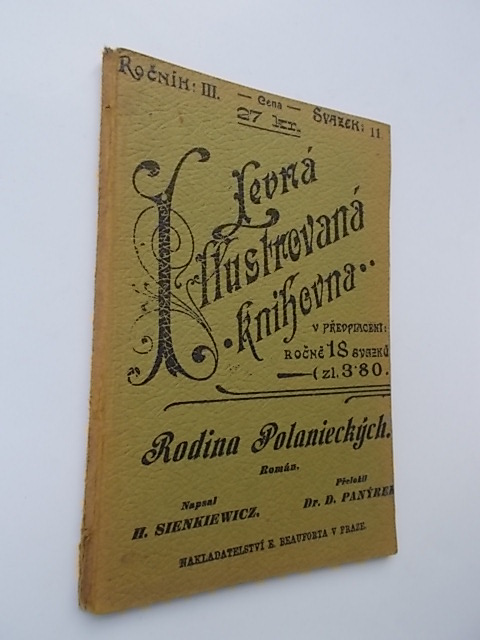 Ročník: III.
— Cena —
27 kr.
Svazek: 11
Levná
Illustrovaná
knihovna
v předplacení:
ročně 18 svazků
— (zl. 3·80.
Rodina Polanieckých.
Román.
Napsal
H. SIENKIEWICZ.
Přeložil
Dr. D. PANÝREK
NAKLADATELSTVÍ E. BEAUFORTA V PRAZE.